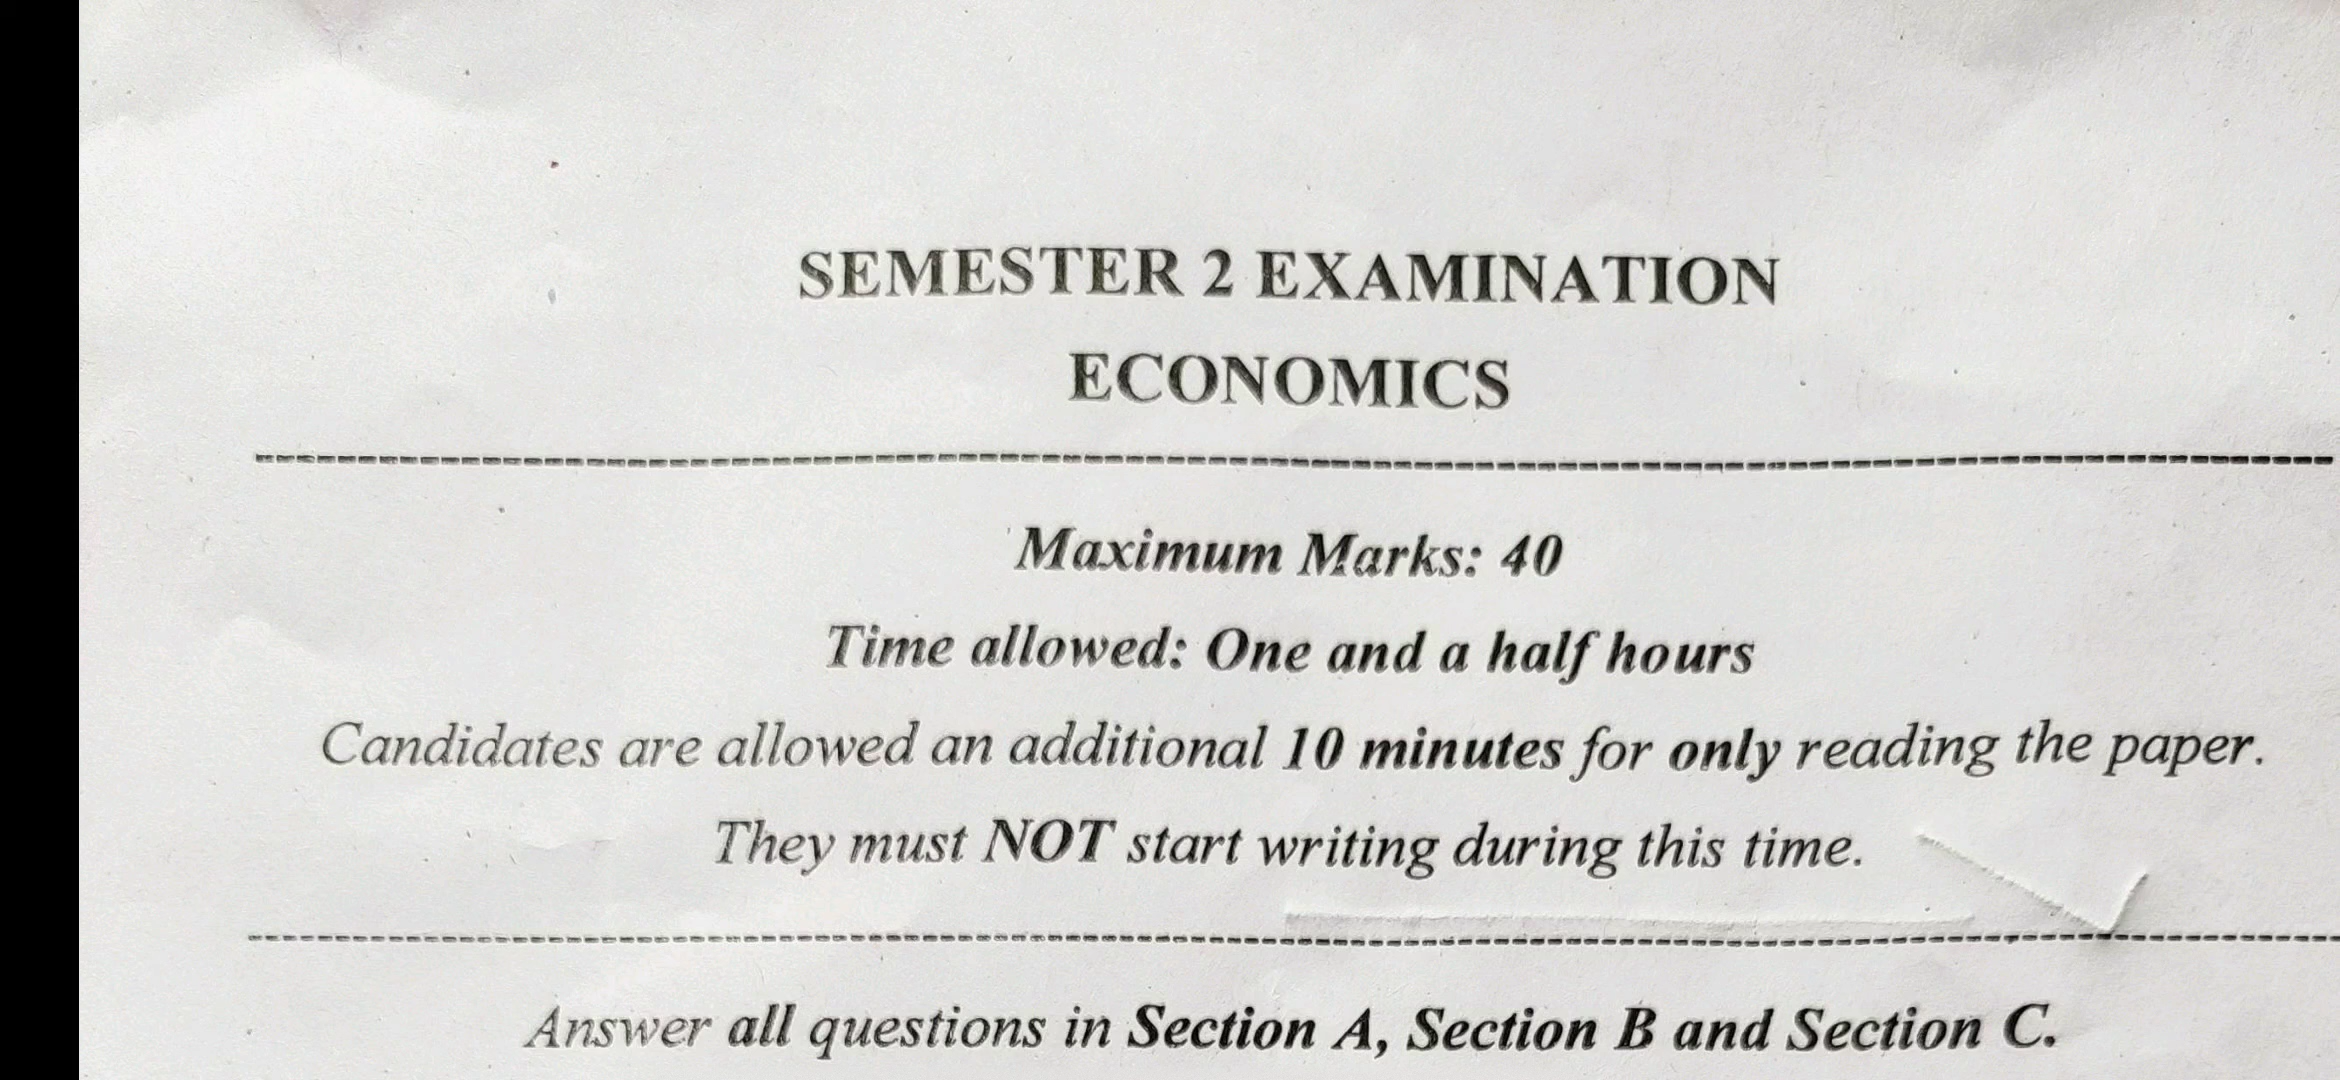 SEMESTER 2 EXAMINATION
ECONOMICS
Maximum Marks: 40
Time allowed: One and a half hours
Candidates are allowed an additional 10 minutes for only reading the paper.
They must NOT start writing during this time.
Answer all questions in Section A, Section B and Section C.